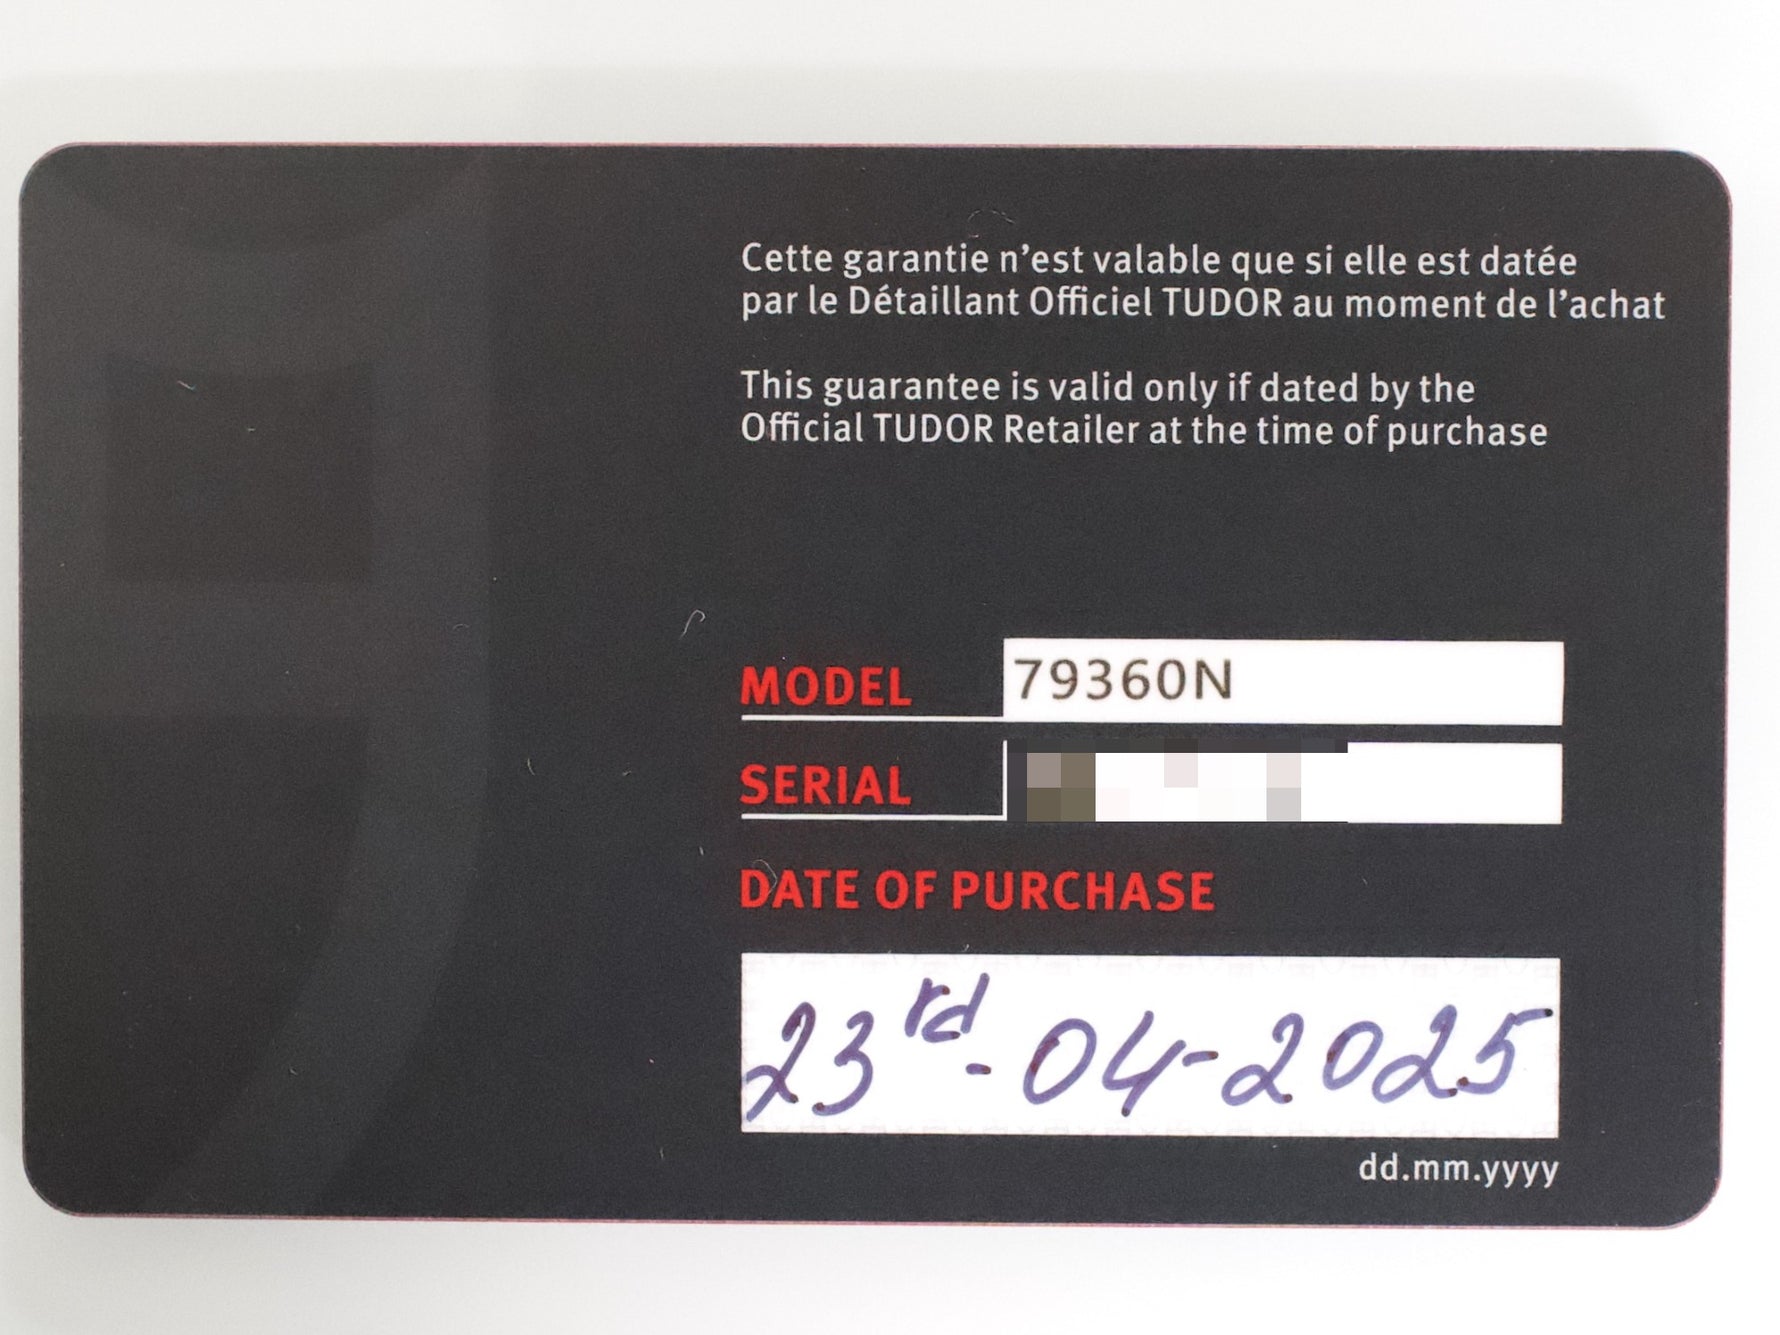 Cette garantie n'est valable que si elle est datée
par le Détaillant Officiel TUDOR au moment de l'achat
This guarantee is valid only if dated by the
Official TUDOR Retailer at the time of purchase
MODEL 79360N
SERIAL
DATE OF PURCHASE
23rd-04-2025
dd.mm.yyyy